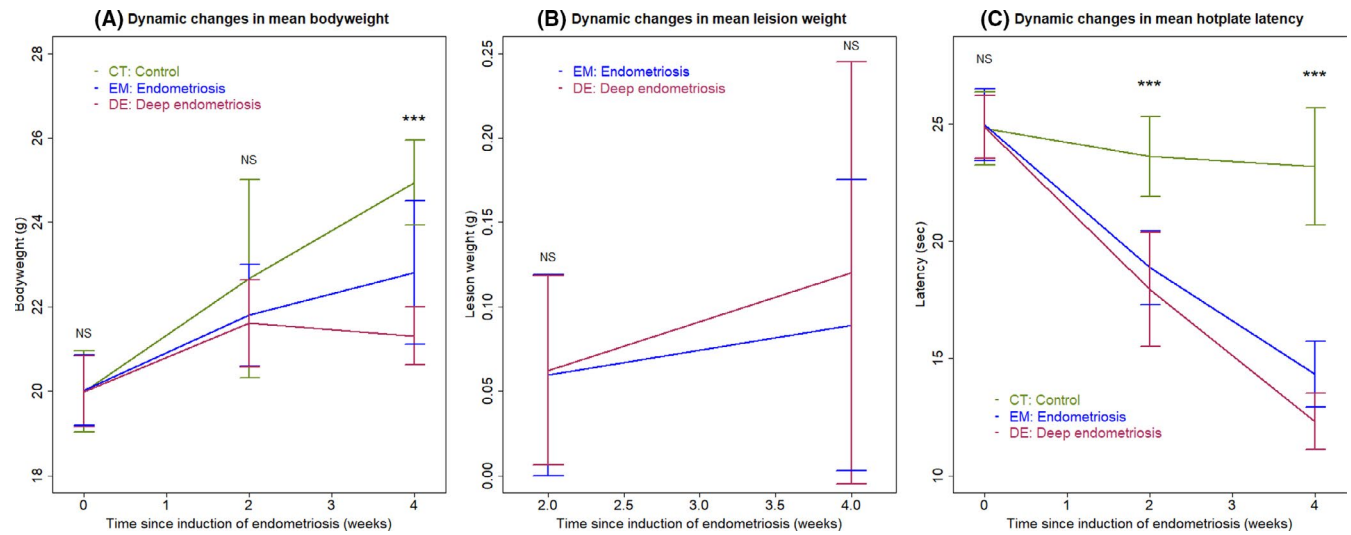 (A) Dynamic changes in mean bodyweight
28
26
24
22
20
18
Bodyweight (g)
CT: Control
EM: Endometriosis
DE: Deep endometriosis
NS
NS
***
0 1 2 3 4
Time since induction of endometriosis (weeks)
(B) Dynamic changes in mean leision weight
0.25
0.20
0.15
0.10
0.05
0.00
Lesion weight (g)
EM: Endometriosis
DE: Deep endometriosis
NS
NS
2.0 2.5 3.0 3.5 4.0
Time since induction of endometriosis (weeks)
(C) Dynamic changes in mean hotplate latency
25
20
15
10
Latency (sec)
NS
***
***
CT: Control
EM: Endometriosis
DE: Deep endometriosis
0 1 2 3 4
Time since induction of endometriosis (weeks)